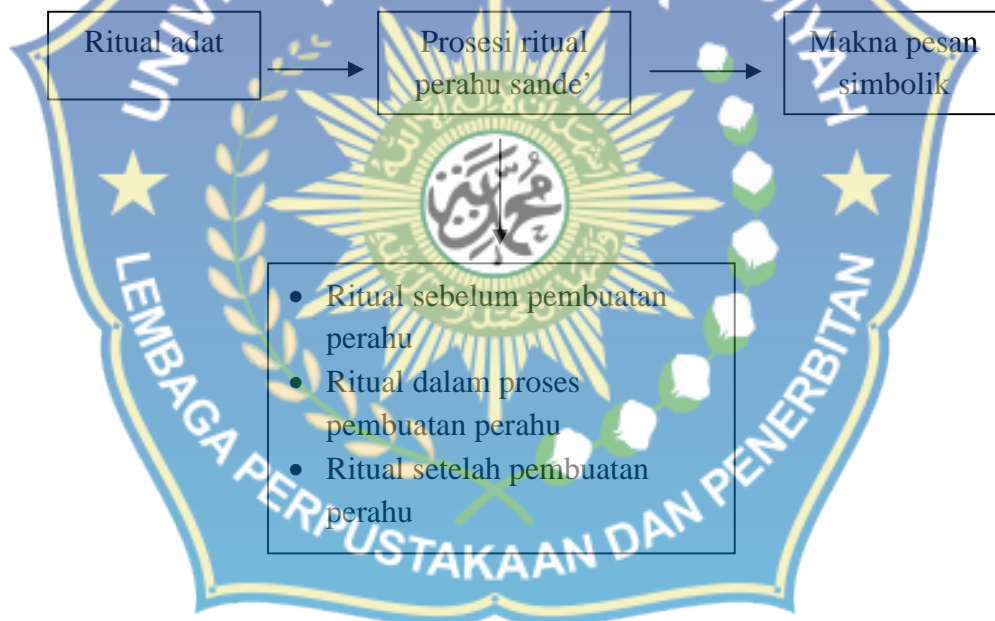 Ritual adat
Prosesi ritual
perahu sande’
Makna pesan
simbolik
• Ritual sebelum pembuatan
perahu
• Ritual dalam proses
pembuatan perahu
• Ritual setelah pembuatan
perahu
LEMBAGA PERPUSTAKAAN DAN PENERBITAN